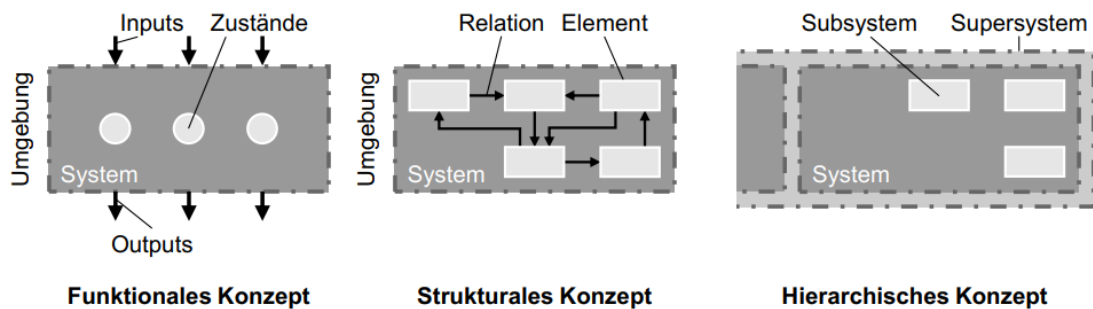 Inputs
Zustände
Umgebung
System
Outputs
Funktionales Konzept
Relation
Element
Umgebung
System
Strukturales Konzept
Subsystem
Supersystem
System
Hierarchisches Konzept